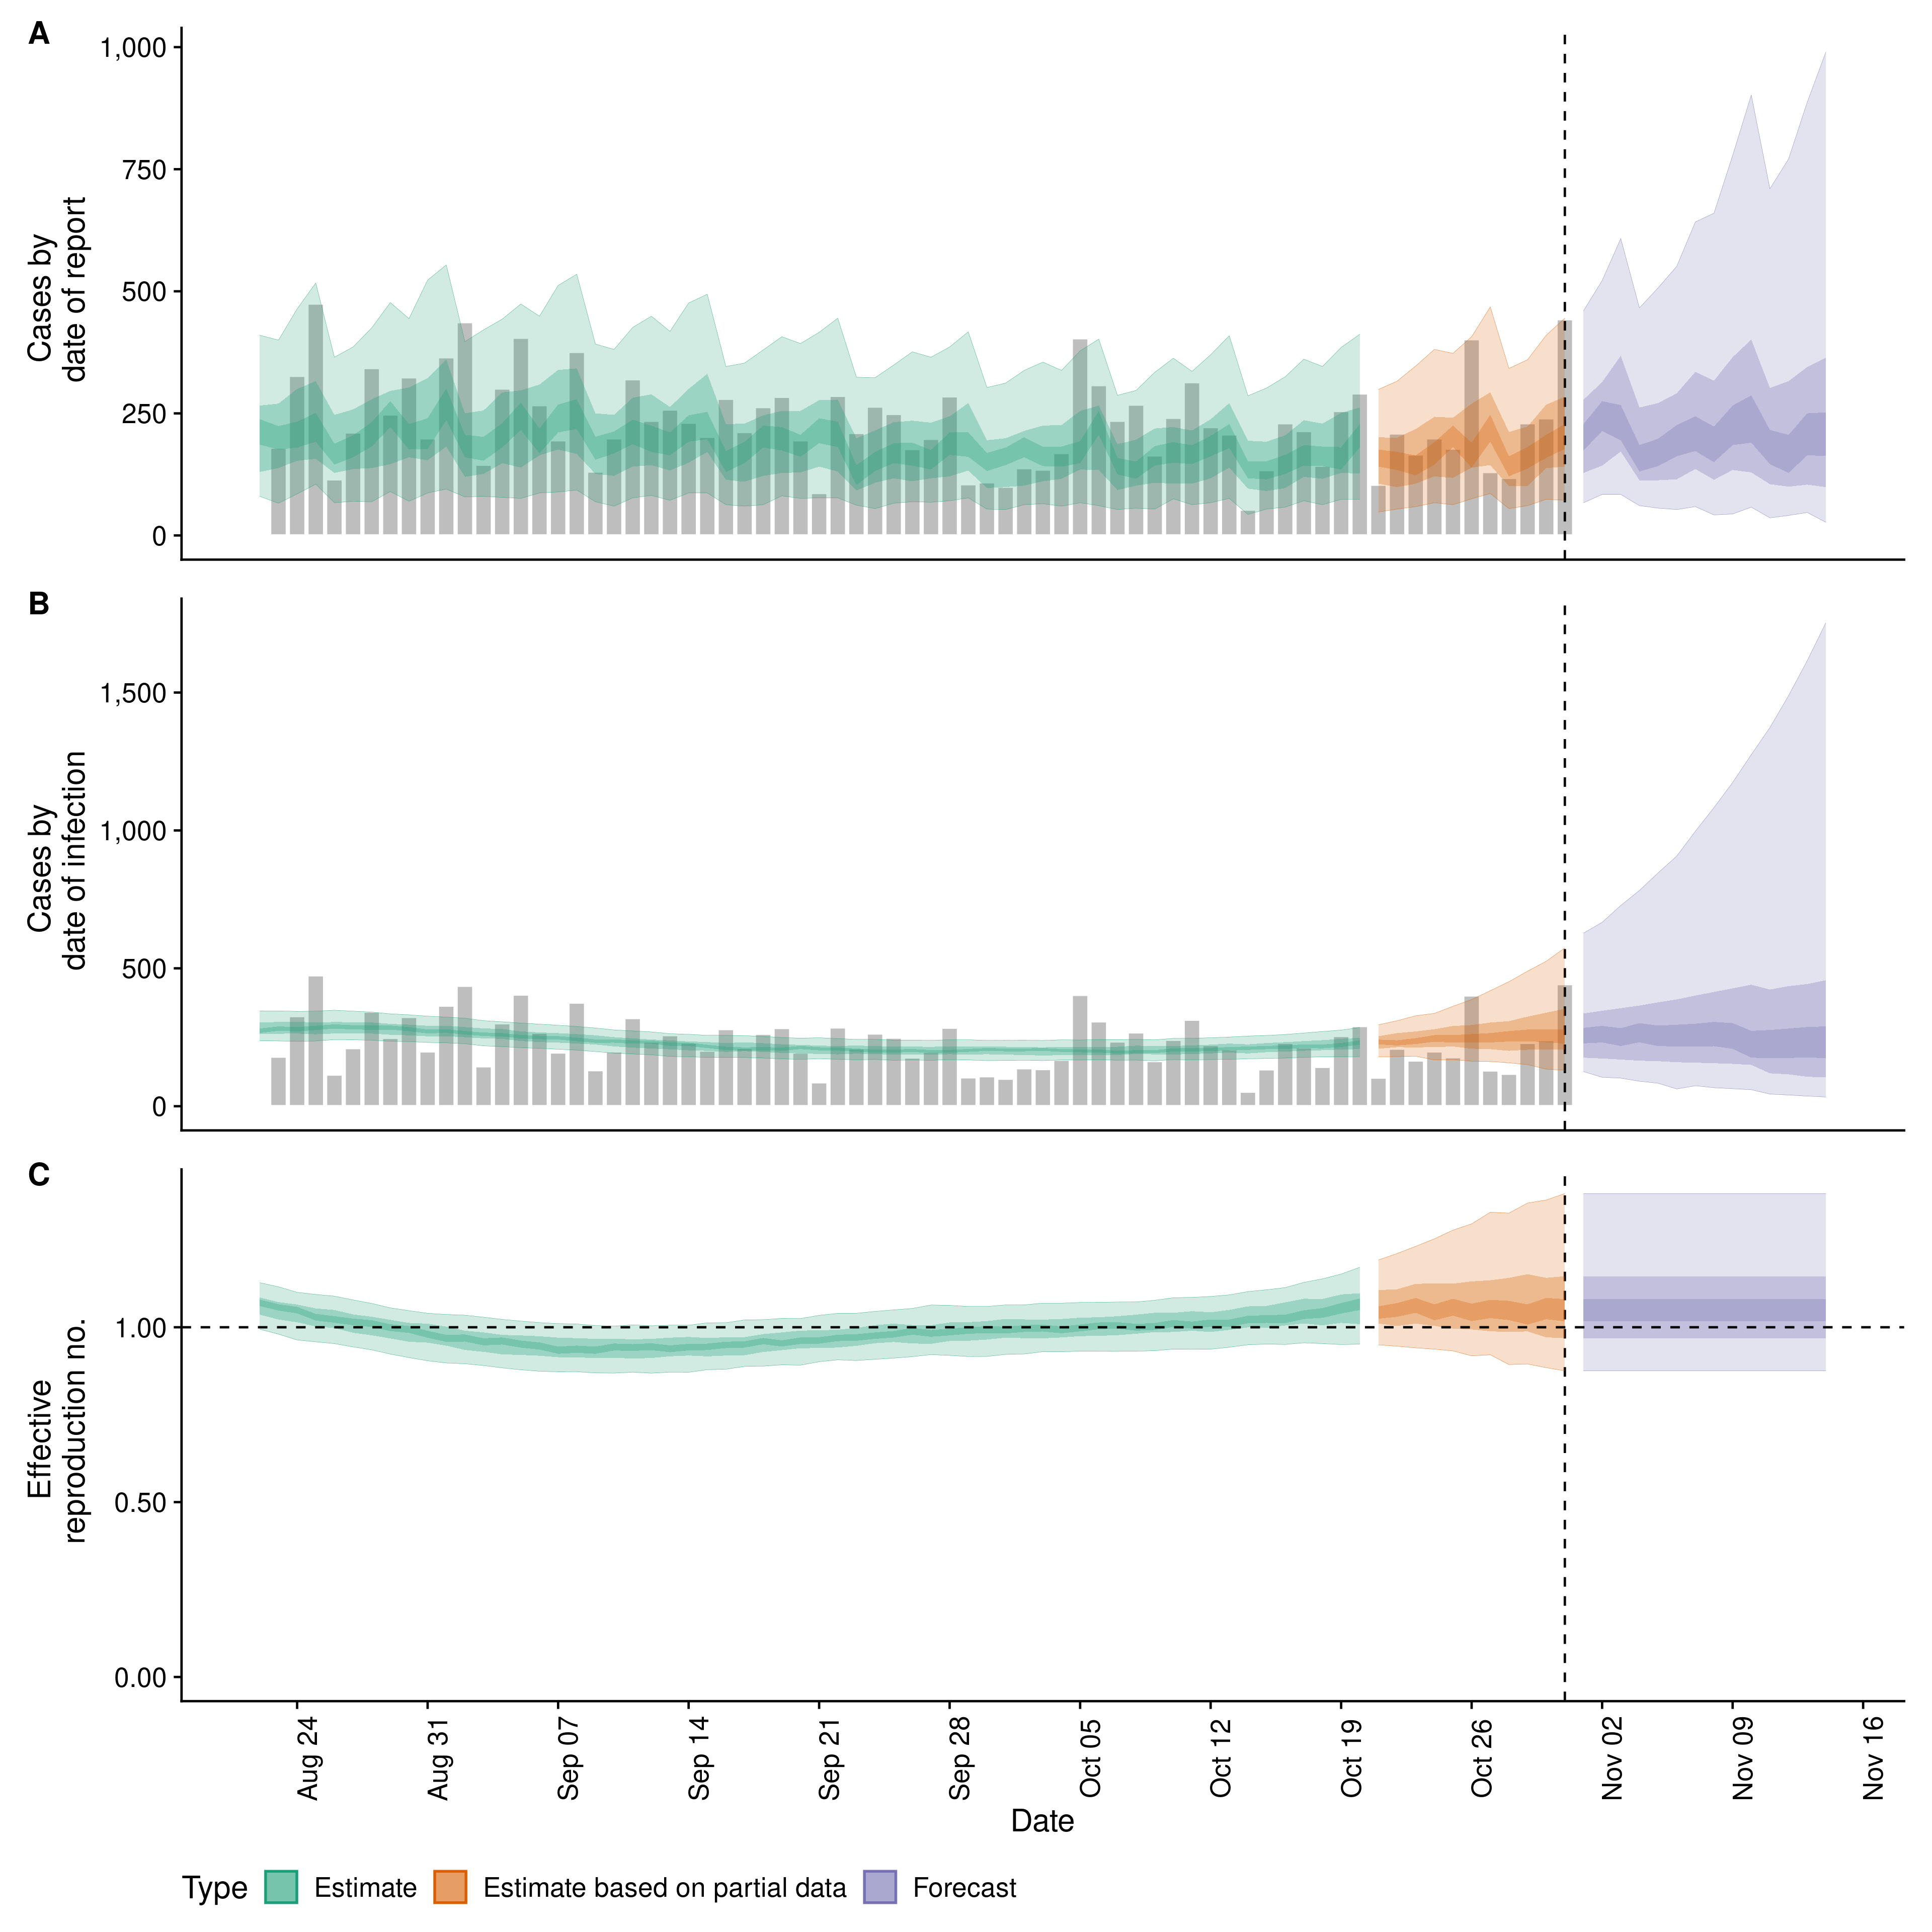 A
Cases by
date of report
1,000
750
500
250
0
B
Cases by
date of infection
1,500
1,000
500
0
C
Effective
reproduction no.
1.00
0.50
0.00
Aug 24
Aug 31
Sep 07
Sep 14
Sep 21
Sep 28
Oct 05
Oct 12
Oct 19
Oct 26
Nov 02
Nov 09
Nov 16
Date
Type Estimate Estimate based on partial data Forecast